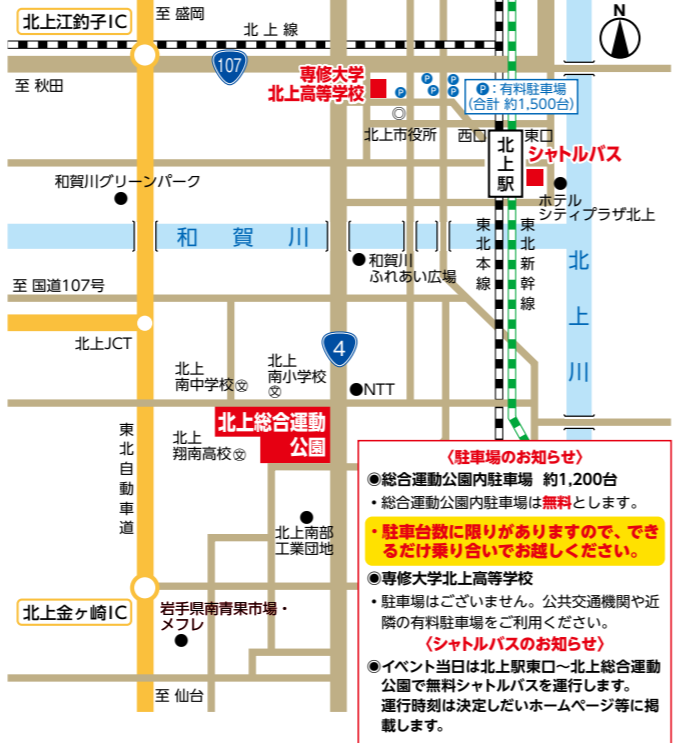 北上江釣子IC
至 盛岡
北上線
N
107
至 秋田
専修大学
北上高等学校
P P P P P
P:有料駐車場
(合計 約1,500台)
北上市役所
西口
東口
北上駅
シャトルバス
和賀川グリーンパーク
ホテル
シティプラザ北上
和賀川
東北本線
東北新幹線
和賀川
ふれあい広場
北上川
至 国道107号
北上JCT
4
北上
南中学校文
北上
南小学校
文
NTT
北上総合運動
公園
東北自動車道
北上
翔南高校文
北上南部
工業団地
北上金ヶ崎IC
岩手県南青果市場・
メフレ
至 仙台
〈駐車場のお知らせ〉
◉総合運動公園内駐車場 約1,200台
・総合運動公園内駐車場は無料とします。
・駐車台数に限りがありますので、でき
るだけ乗り合いでお越しください。
◉専修大学北上高等学校
・駐車場はございません。公共交通機関や近
隣の有料駐車場をご利用ください。
〈シャトルバスのお知らせ〉
◉イベント当日は北上駅東口～北上総合運動
公園で無料シャトルバスを運行します。
運行時刻は決定しだいホームページ等に掲
載します。